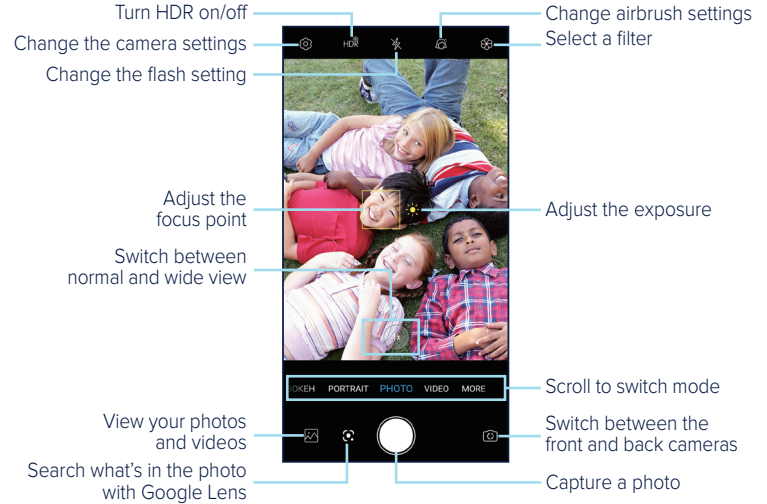 Turn HDR on/off
Change airbrush settings
Change the camera settings
Select a filter
Change the flash setting
HDR
Adjust the
focus point
Adjust the exposure
Switch between
normal and wide view
1x
OKEH PORTRAIT PHOTO VIDEO MORE
Scroll to switch mode
View your photos
and videos
Switch between the
front and back cameras
Search what's in the photo
with Google Lens
Capture a photo